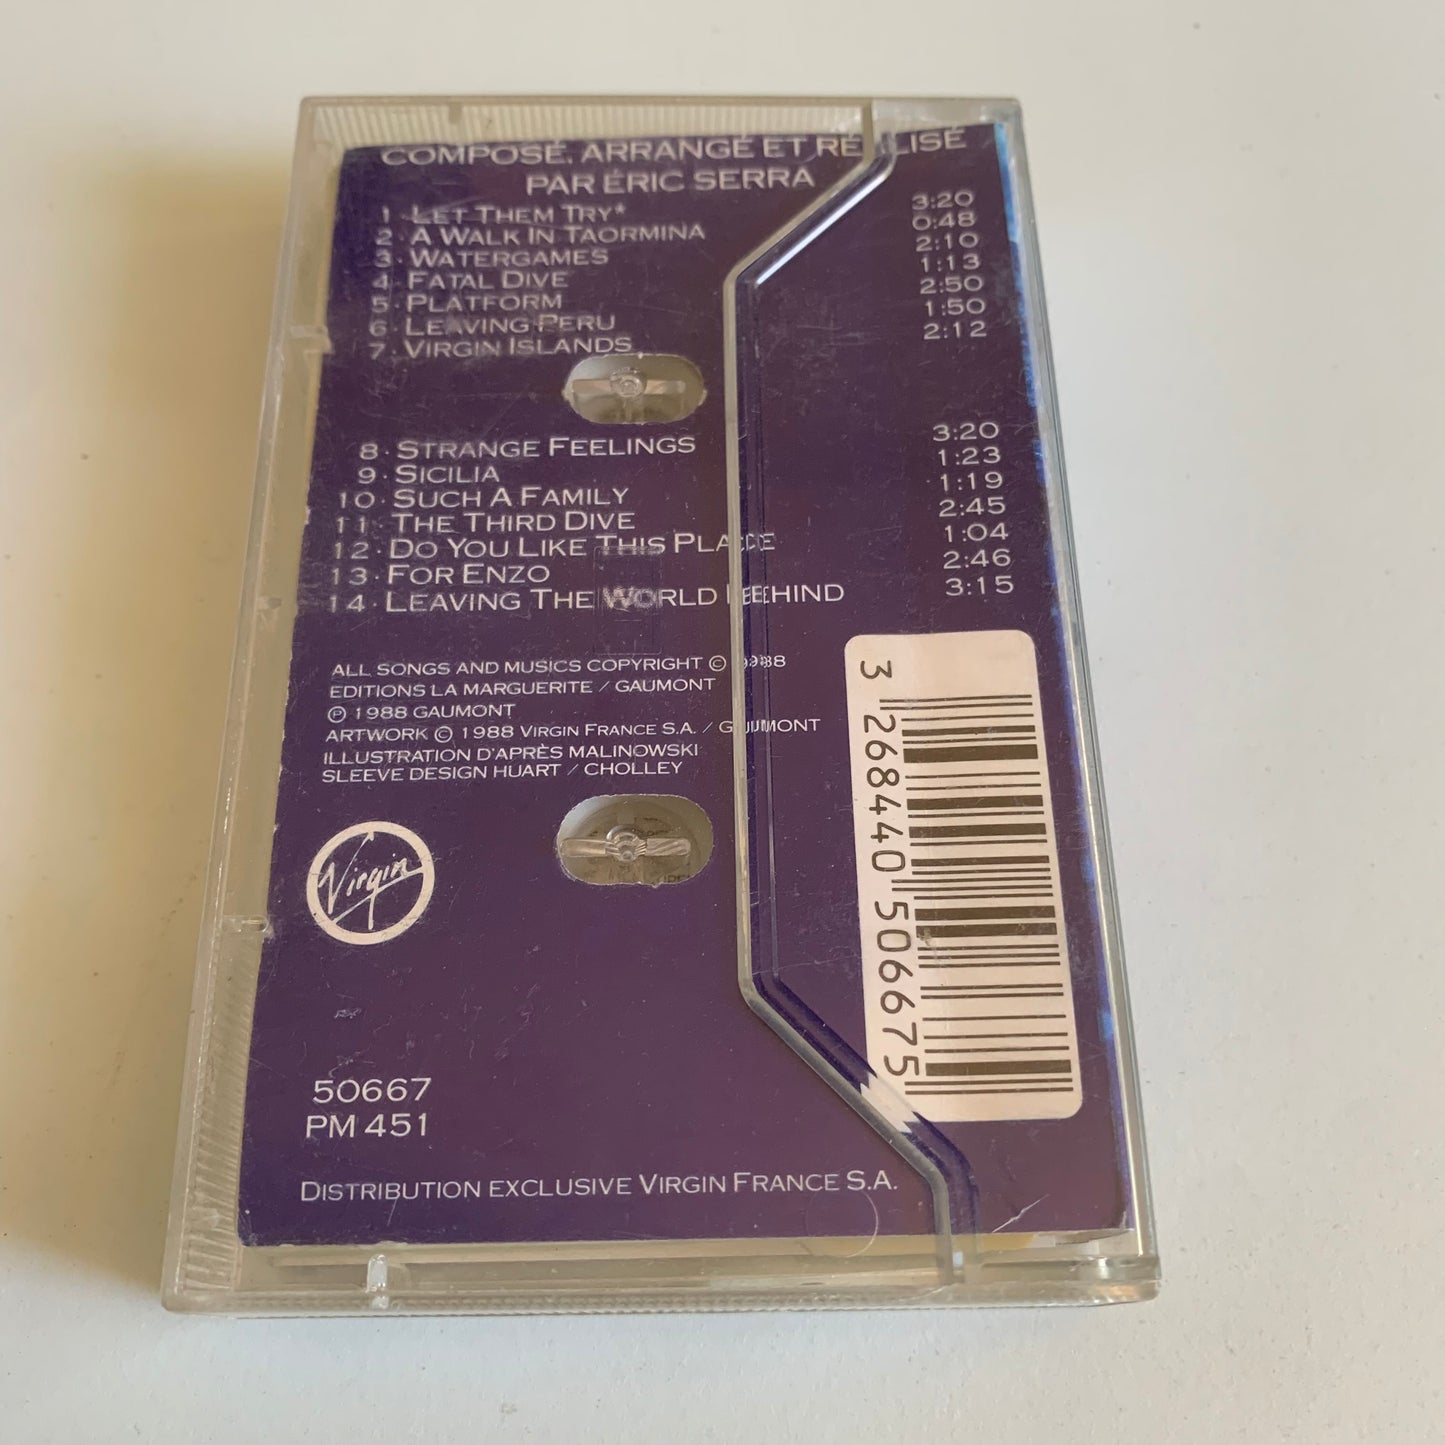 COMPOSÉ, ARRANGÉ ET RÉALISÉ
PAR ÉRIC SERRA
1 · LET THEM TRY* 3:20
2 · A WALK IN TAORMINA 0:48
3 · WATERGAMES 2:10
4 · FATAL DIVE 1:13
5 · PLATFORM 2:50
6 · LEAVING PERU 1:50
7 · VIRGIN ISLANDS 2:12
8 · STRANGE FEELINGS 3:20
9 · SICILIA 1:23
10 · SUCH A FAMILY 1:19
11 · THE THIRD DIVE 2:45
12 · DO YOU LIKE THIS PLACE 1:04
13 · FOR ENZO 2:46
14 · LEAVING THE WORLD BEHIND 3:15
ALL SONGS AND MUSICS COPYRIGHT © 1988
EDITIONS LA MARGUERITE / GAUMONT
℗ 1988 GAUMONT
ARTWORK © 1988 VIRGIN FRANCE S.A. / GAUMONT
ILLUSTRATION D'APRÈS MALINOWSKI
SLEEVE DESIGN HUART / CHOLLEY
Virgin
3 268440 506675
50667
PM 451
DISTRIBUTION EXCLUSIVE VIRGIN FRANCE S.A.